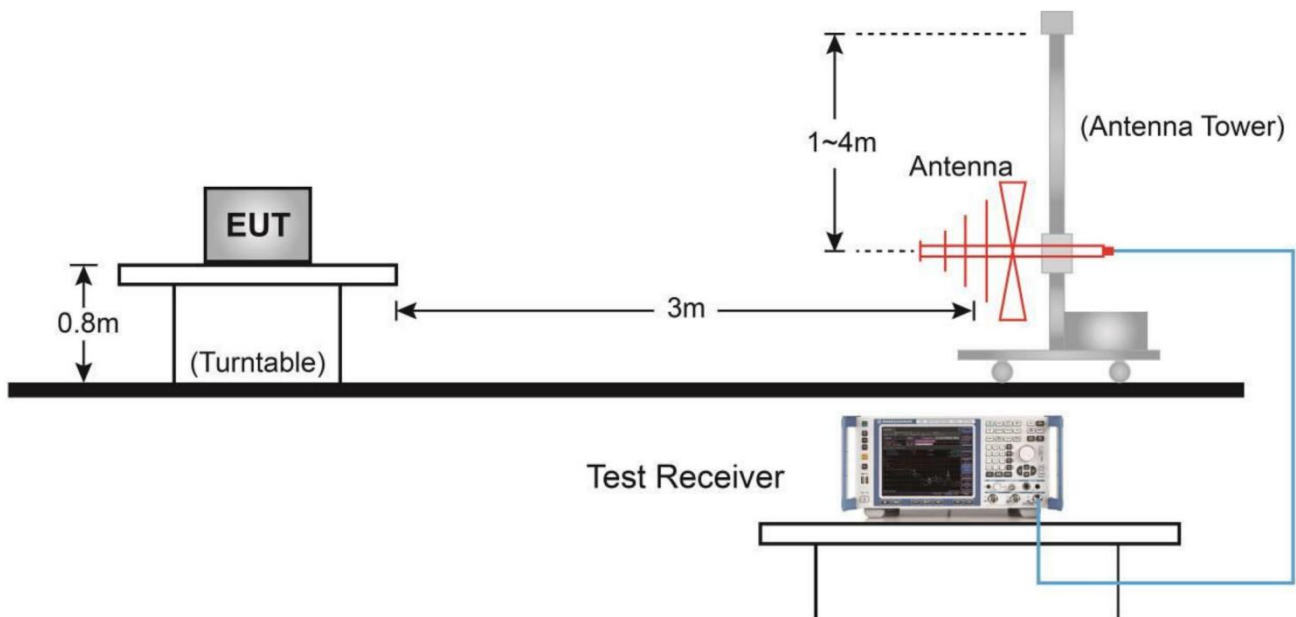 1~4m
(Antenna Tower)
Antenna
EUT
0.8m
3m
(Turntable)
Test Receiver